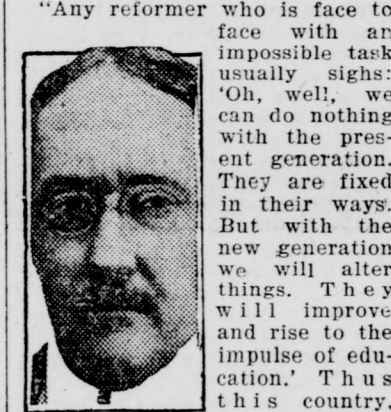 "Any reformer who is face to
face with an
impossible task
usually sighs:
'Oh, well, we
can do nothing
with the pres-
ent generation.
They are fixed
in their ways.
But with the
new generation
we will alter
things. They
will improve
and rise to the
impulse of edu-
cation.' Thus
this country,